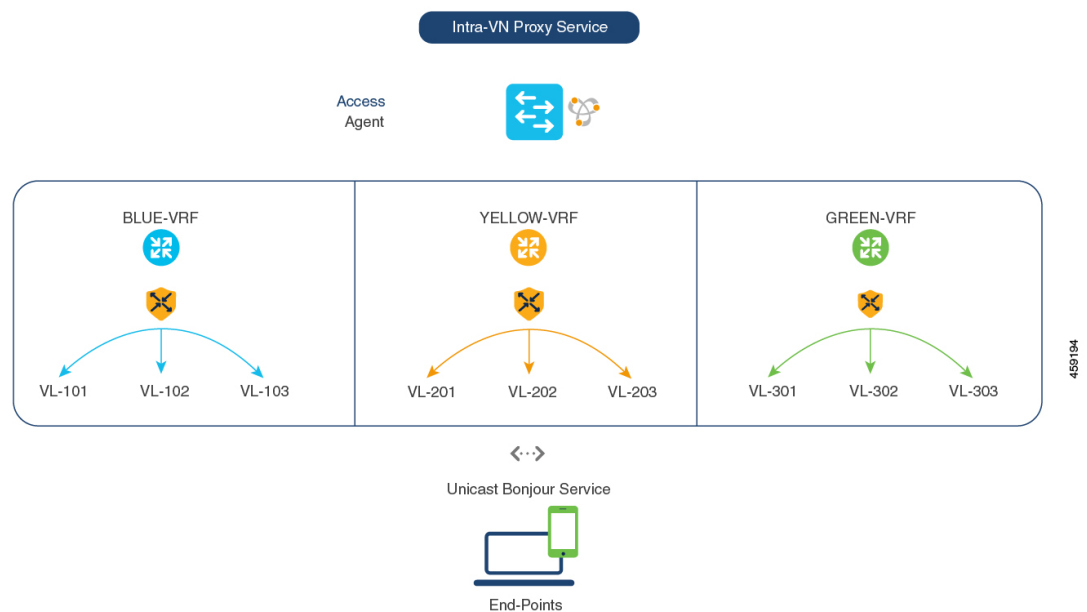 Intra-VN Proxy Service
Access
Agent
BLUE-VRF
YELLOW-VRF
GREEN-VRF
VL-101
VL-102
VL-103
VL-201
VL-202
VL-203
VL-301
VL-302
VL-303
459194
Unicast Bonjour Service
End-Points